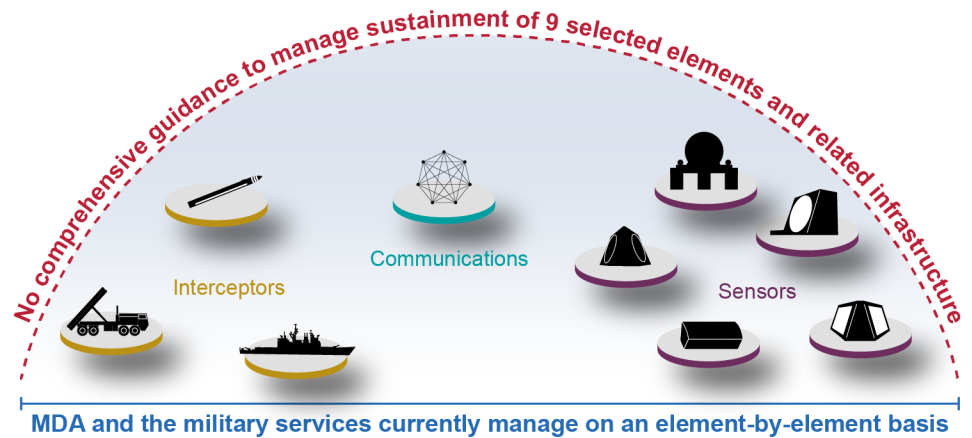 No comprehensive guidance to manage sustainment of 9 selected elements and related infrastructure
Communications
Interceptors
Sensors
MDA and the military services currently manage on an element-by-element basis